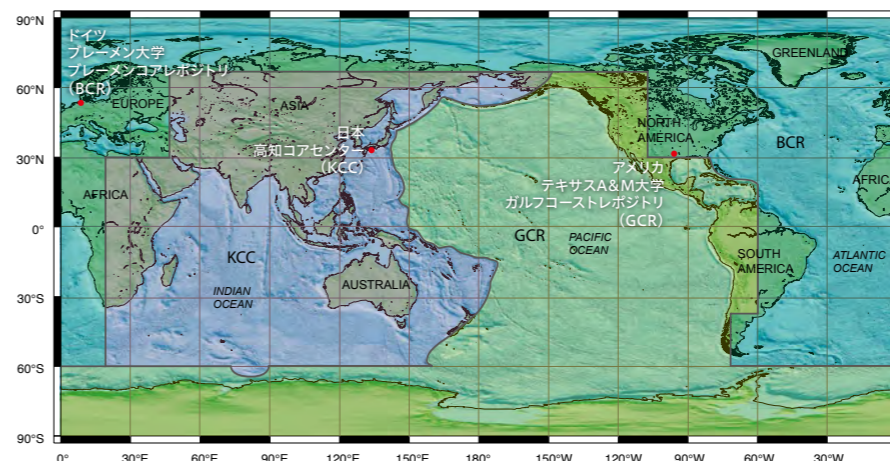 90°N
60°N
30°N
0°
30°S
60°S
90°S
ドイツ
ブレーメン大学
ブレーメンコアレポジトリ
(BCR)
EUROPE
ASIA
日本
高知コアセンター
(KCC)
AFRICA
KCC
INDIAN
OCEAN
AUSTRALIA
GCR
PACIFIC
OCEAN
GREENLAND
NORTH
AMERICA
アメリカ
テキサスA&M大学
ガルフコーストレポジトリ
(GCR)
BCR
AFRIC
SOUTH
AMERICA
ATLANTIC
OCEAN
0° 30°E 60°E 90°E 120°E 150°E 180° 150°W 120°W 90°W 60°W 30°W